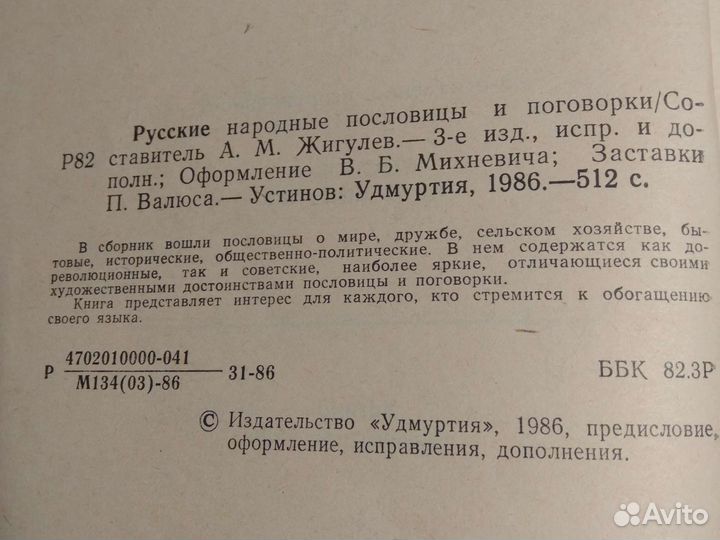 Русские народные пословицы и поговорки/Со-
Р82 ставитель А. М. Жигулев.— 3-е изд., испр. и до-
полн.; Оформление В. Б. Михневича; Заставки
П. Валюса.— Устинов: Удмуртия, 1986.—512 с.
В сборник вошли пословицы о мире, дружбе, сельском хозяйстве, бы-
товые, исторические, общественно-политические. В нем содержатся как до-
революционные, так и советские, наиболее яркие, отличающиеся своими
художественными достоинствами пословицы и поговорки.
Книга представляет интерес для каждого, кто стремится к обогащению
своего языка.
Р 4702010000-041
М134(03)-86 31-86
ББК 82.3Р
© Издательство «Удмуртия», 1986, предисловие,
оформление, исправления, дополнения.
Avito